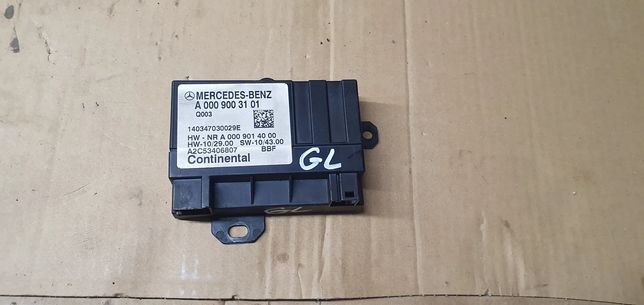 MERCEDES-BENZ
A 000 900 31 01
Q003
140347030029E
HW - NR A 000 901 40 00
HW-10/29.00 SW-10/43.00
A2C53406807 BBF
Continental
GL
GL